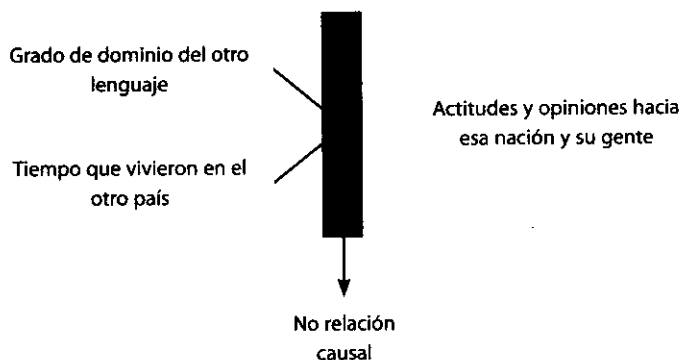 Grado de dominio del otro
lenguaje
Tiempo que vivieron en el
otro país
Actitudes y opiniones hacia
esa nación y su gente
No relación
causal